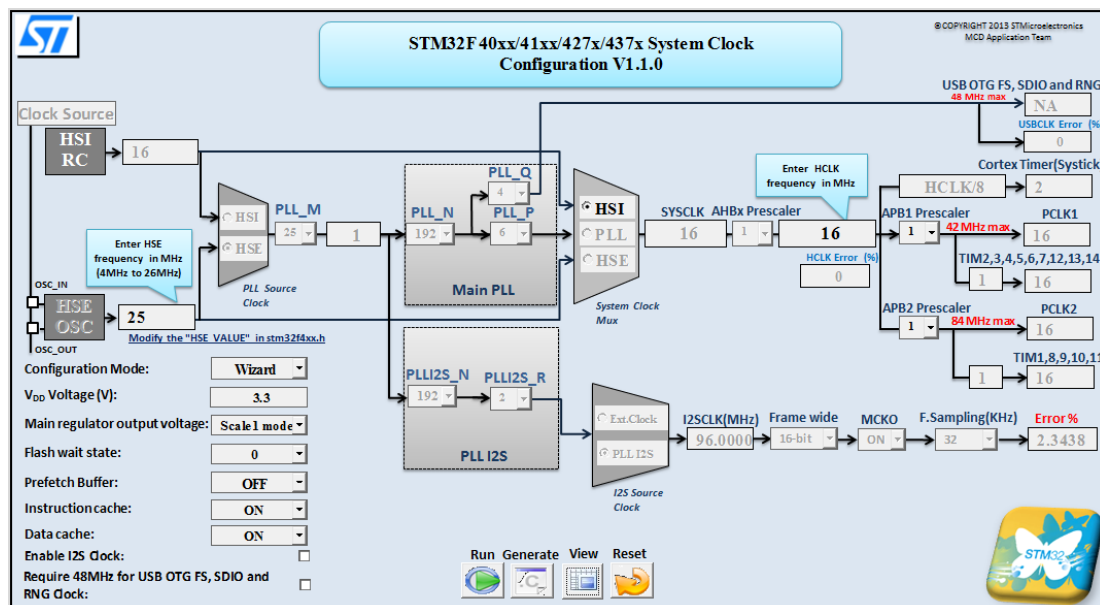 ST
STM32F40xx/41xx/427x/437x System Clock
Configuration V1.1.0
© COPYRIGHT 2013 STMicroelectronics
MCD Application Team
Clock Source
HSI
RC
16
USB OTG FS, SDIO and RNG
48 MHz max
NA
USBCLK Error (%
0
Cortex Timer(Systick
HCLK/8
2
PLL_Q
4
PLL_M
HSI
HSE
25
1
PLL Source
Clock
PLL_N
192
PLL_P
6
Main PLL
HSI
PLL
HSE
System Clock
Mux
SYSCLK
16
AHBx Prescaler
1
Enter HCLK
frequency in MHz
16
HCLK Error (%)
0
APB1 Prescaler
1
42 MHz max
PCLK1
16
TIM2,3,4,5,6,7,12,13,14
1
16
APB2 Prescaler
1
84 MHz max
PCLK2
16
TIM1,8,9,10,11
1
16
Enter HSE
frequency in MHz
(4MHz to 26MHz)
OSC_IN
HSE
OSC
OSC_OUT
25
Modify the "HSE VALUE" in stm32f4xx.h
PLLI2S_N
192
PLLI2S_R
2
PLL I2S
Ext.Clock
PLL I2S
I2S Source
Clock
I2SCLK(MHz)
96.0000
Frame wide
16-bit
MCKO
ON
F.Sampling(KHz)
32
Error %
2.3438
Configuration Mode: Wizard
VDD Voltage (V): 3.3
Main regulator output voltage: Scale1 mode
Flash wait state: 0
Prefetch Buffer: OFF
Instruction cache: ON
Data cache: ON
Enable I2S Clock:
Require 48MHz for USB OTG FS, SDIO and
RNG Clock:
Run Generate View Reset
STM32